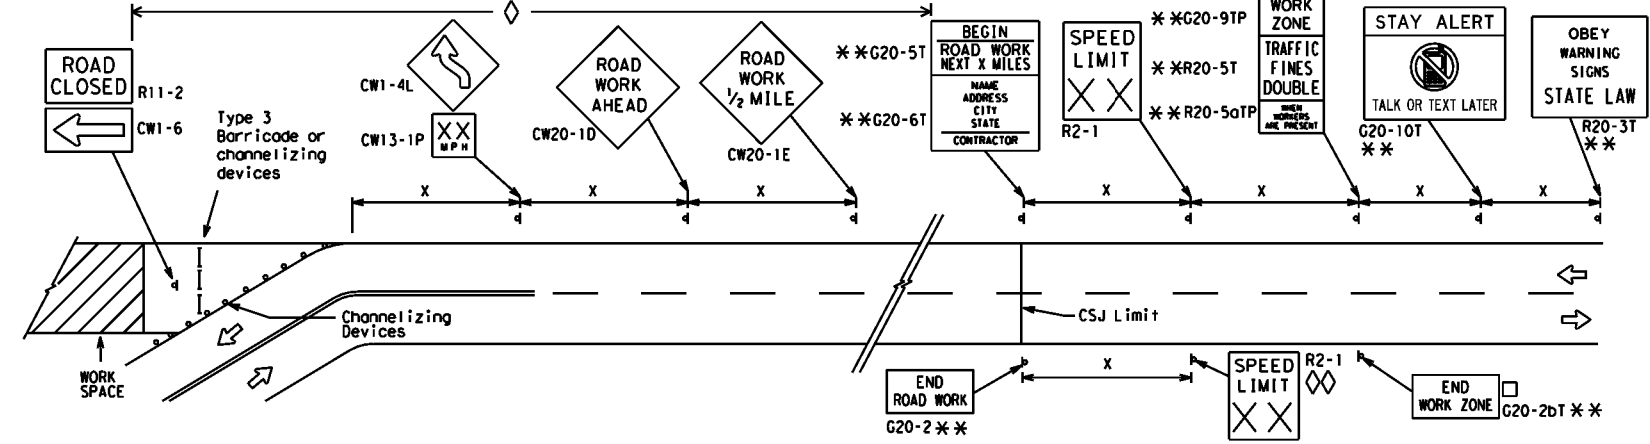 ROAD
CLOSED
R11-2
CW1-6
Type 3
Barricade or
channelizing
devices
CW1-4L
XX
MPH
CW13-1P
ROAD
WORK
AHEAD
CW20-1D
ROAD
WORK
1/2 MILE
CW20-1E
* *G20-5T
BEGIN
ROAD WORK
NEXT X MILES
* *G20-6T
NAME
ADDRESS
CITY
STATE
CONTRACTOR
SPEED
LIMIT
X X
R2-1
* *G20-9TP
WORK
ZONE
* *R20-5T
TRAFFIC
FINES
DOUBLE
* *R20-5aTP
WHEN
WORKERS
ARE PRESENT
STAY ALERT
TALK OR TEXT LATER
G20-10T
* *
OBEY
WARNING
SIGNS
STATE LAW
R20-3T
* *
X
X
X
X
X
X
X
Channelizing
Devices
CSJ Limit
WORK
SPACE
END
ROAD WORK
G20-2 * *
X
SPEED
LIMIT
X X
R2-1
END
WORK ZONE
G20-2bT * *